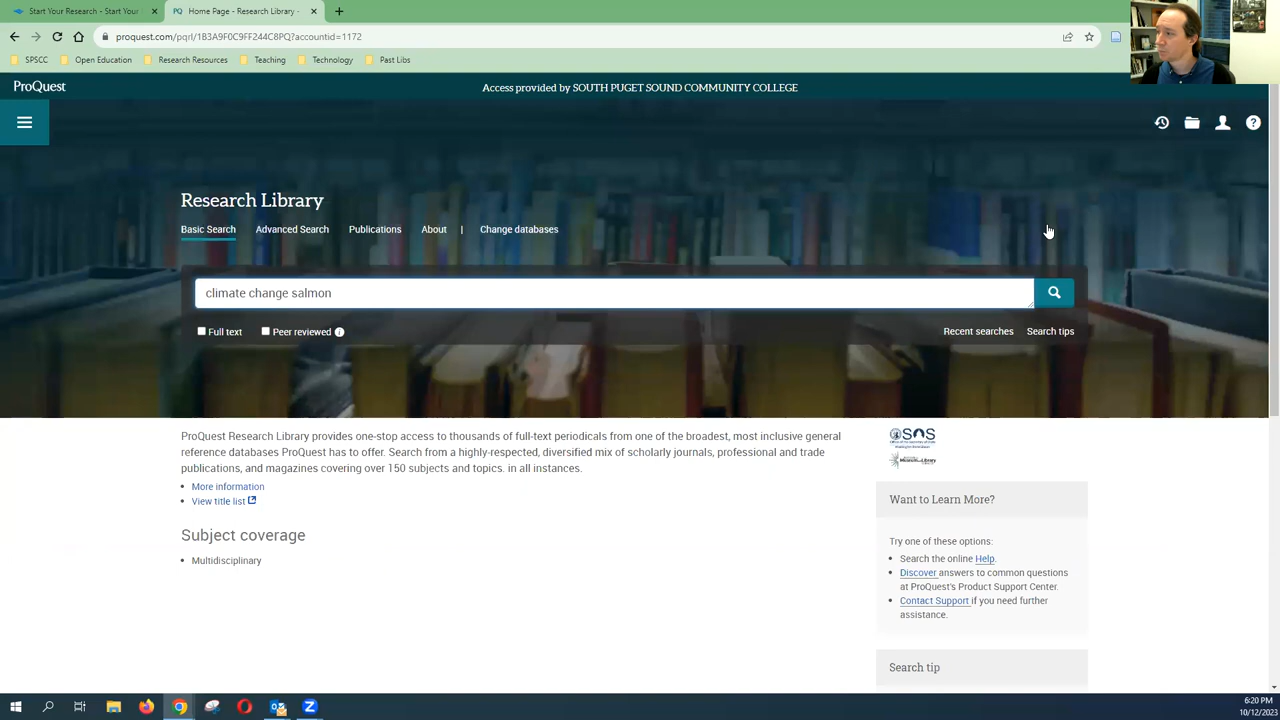 Start Your Research - Start Your
Home Page - Research Library -
proquest.com/pqrl/1B3A9F0C9FF244C8PQ?accountid=1172
SPSCC Open Education Research Resources Teaching Technology Past Libs
ProQuest
Access provided by SOUTH PUGET SOUND COMMUNITY COLLEGE
Research Library
Basic Search Advanced Search Publications About | Change databases
climate change salmon
Full text Peer reviewed
Recent searches Search tips
ProQuest Research Library provides one-stop access to thousands of full-text periodicals from one of the broadest, most inclusive general
reference databases ProQuest has to offer. Search from a highly-respected, diversified mix of scholarly journals, professional and trade
publications, and magazines covering over 150 subjects and topics. in all instances.
• More information
• View title list
Subject coverage
• Multidisciplinary
SOS
Want to Learn More?
Try one of these options:
• Search the online Help.
• Discover answers to common questions
at ProQuest's Product Support Center.
• Contact Support if you need further
assistance.
Search tip
6:20 PM
10/12/2023